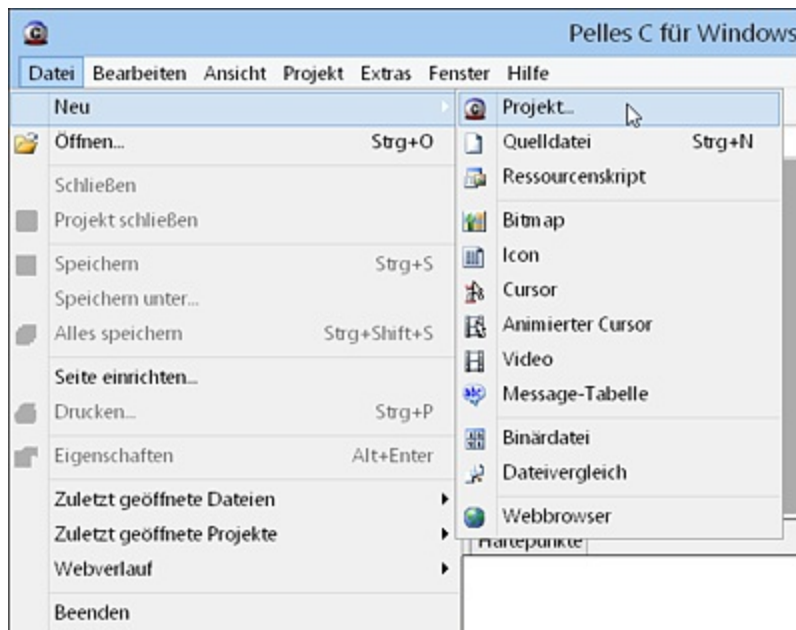 Pelles C für Windows
Datei Bearbeiten Ansicht Projekt Extras Fenster Hilfe
Neu
Öffnen... Strg+O
Schließen
Projekt schließen
Speichern Strg+S
Speichern unter...
Alles speichern Strg+Shift+S
Seite einrichten...
Drucken... Strg+P
Eigenschaften Alt+Enter
Zuletzt geöffnete Dateien
Zuletzt geöffnete Projekte
Webverlauf
Beenden
Projekt...
Quelldatei Strg+N
Ressourcenskript
Bitmap
Icon
Cursor
Animierter Cursor
Video
Message-Tabelle
Binärdatei
Dateivergleich
Webbrowser
Haltepunkte